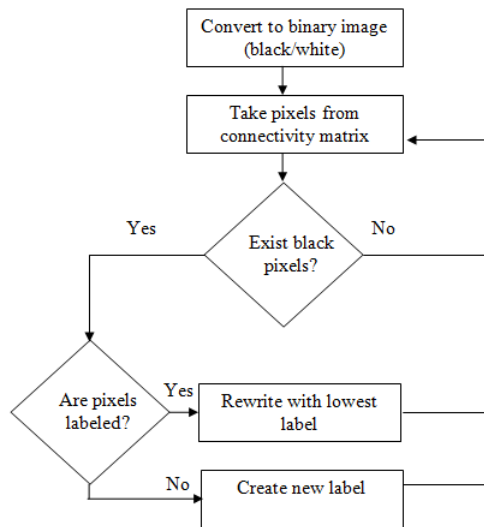 Convert to binary image
(black/white)
Take pixels from
connectivity matrix
Yes
No
Exist black
pixels?
Are pixels
labeled?
Yes
Rewrite with lowest
label
No
Create new label